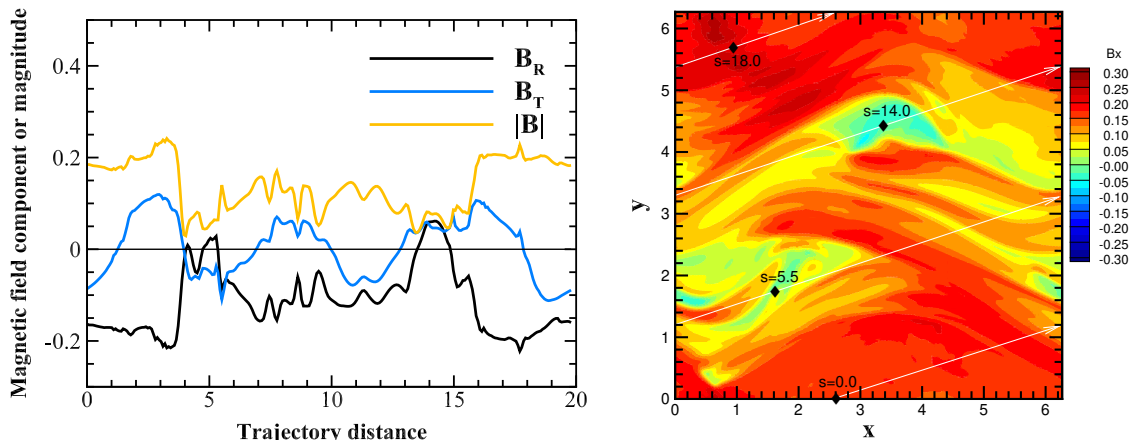 Magnetic field component or magnitude
0.4
0.2
0
-0.2
B_R
B_T
|B|
0 5 10 15 20
Trajectory distance
y
6
5
4
3
2
1
0
s=18.0
s=14.0
s=5.5
s=0.0
0 1 2 3 4 5 6
x
Bx
0.30
0.25
0.20
0.15
0.10
0.05
-0.00
-0.05
-0.10
-0.15
-0.20
-0.25
-0.30